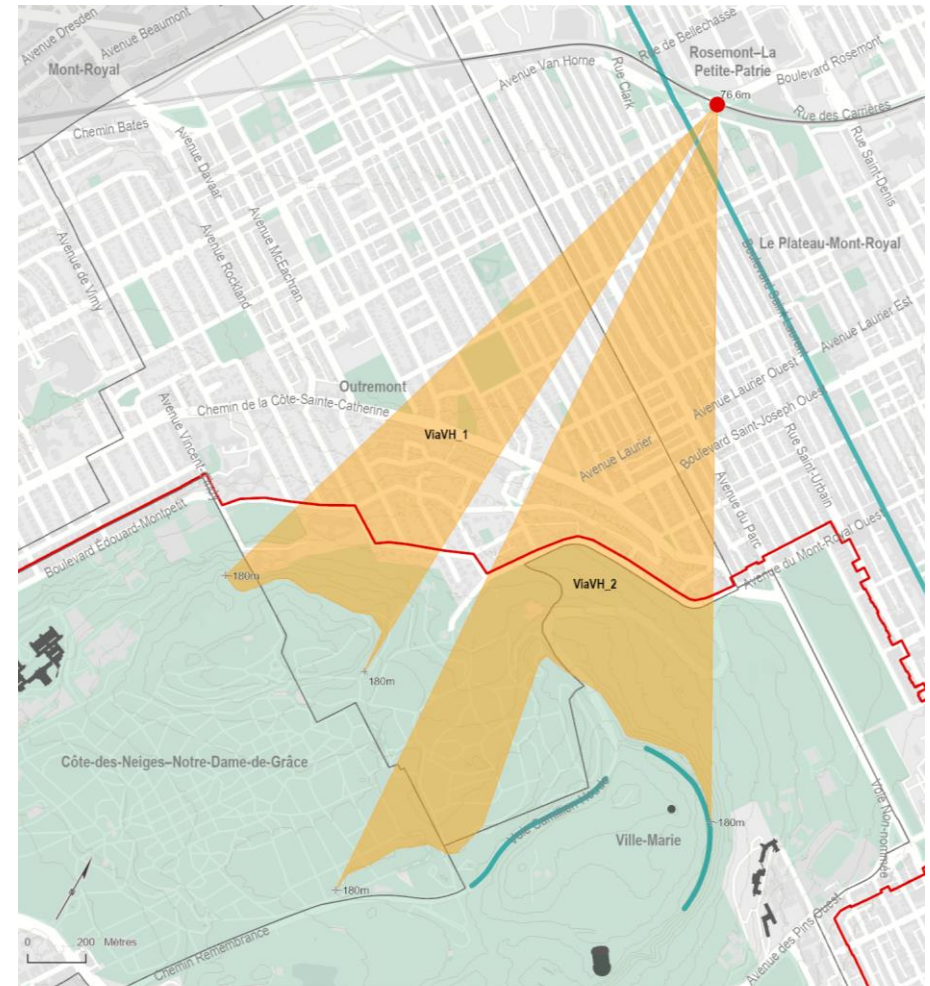 Avenue Dresden
Avenue Beaumont
Mont-Royal
Chemin Bates
Avenue Van Horne
Rue Clark
Rue de Bellechasse
Rosemont–La
Petite-Patrie
Boulevard Rosemont
76,6m
Rue des Carrières
Rue Saint-Denis
Avenue Davaar
Avenue McEachran
Avenue Rockland
Avenue de Vimy
Le Plateau-Mont-Royal
Boulevard Saint-Laurent
Avenue Laurier Est
Outremont
Chemin de la Côte-Sainte-Catherine
ViaVH_1
Avenue Laurier Ouest
Avenue Laurier
Boulevard Saint-Joseph Ouest
Rue Saint-Urbain
Avenue du Parc
Avenue Vincent-d'Indy
Boulevard Édouard-Montpetit
Avenue du Mont-Royal Ouest
180m
ViaVH_2
180m
Côte-des-Neiges–Notre-Dame-de-Grâce
Voie Camillien-Houde
Voie Non-nommée
Ville-Marie
180m
180m
Avenue des Pins Ouest
Chemin Remembrance
0 200 Mètres